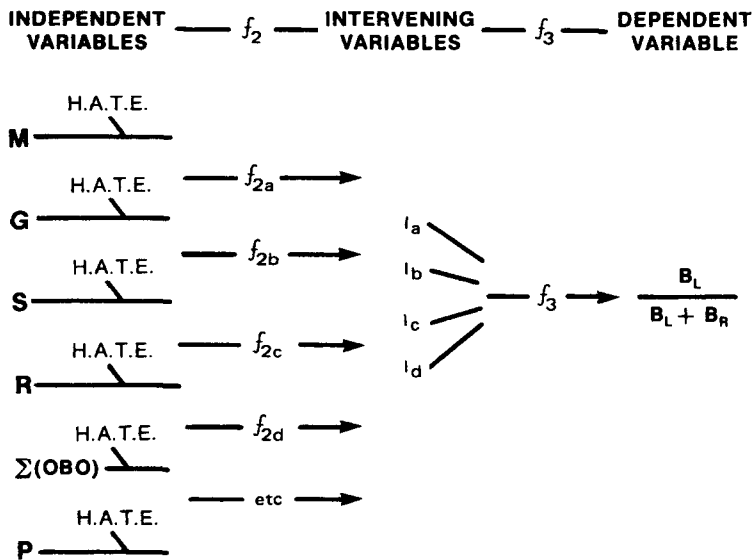 INDEPENDENT VARIABLES — f2 — INTERVENING VARIABLES — f3 — DEPENDENT VARIABLE
H.A.T.E.
M
f2a
H.A.T.E.
G
f2b
H.A.T.E.
S
f2c
H.A.T.E.
R
f2d
H.A.T.E.
Σ(OBO)
etc
H.A.T.E.
P
Ia
Ib
Ic
Id
f3
BL
BL + BR